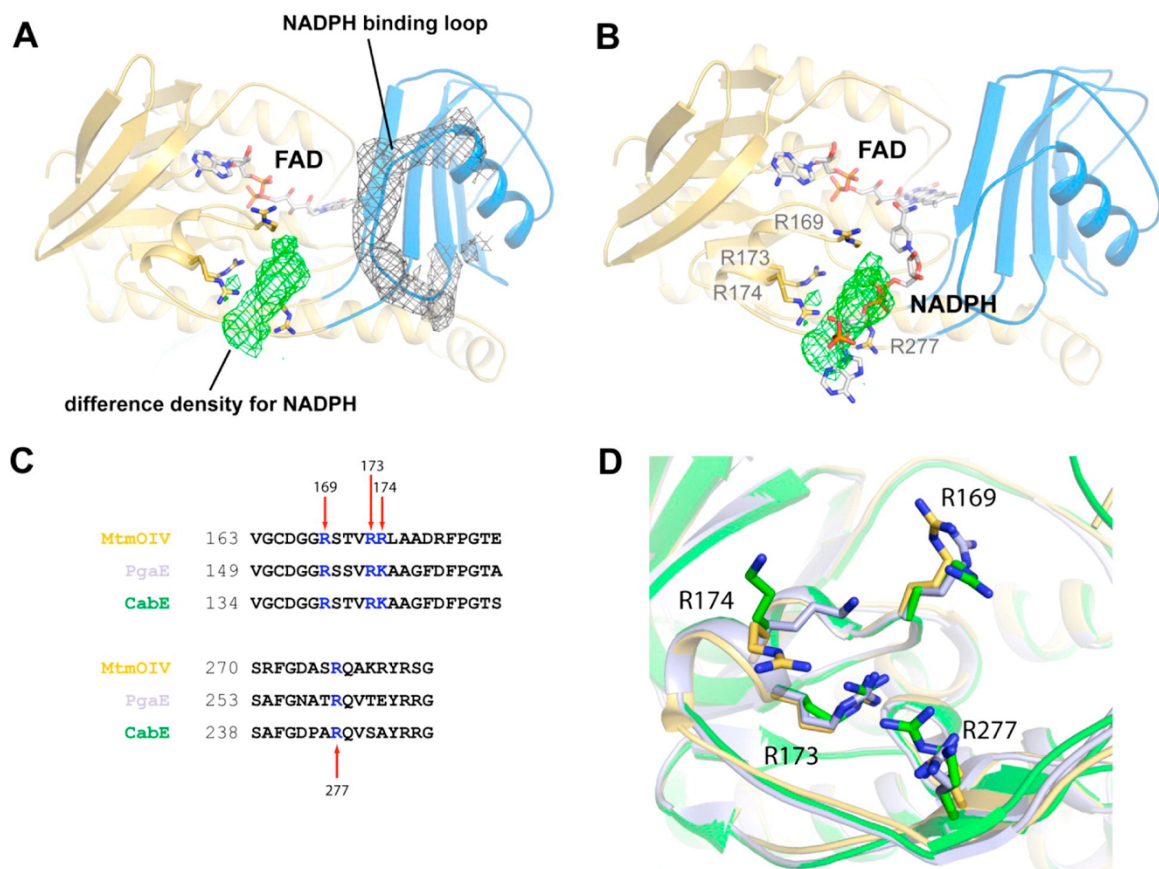 A
NADPH binding loop
FAD
difference density for NADPH
B
FAD
R169
R173
R174
NADPH
R277
C
173
169 174
MtmOIV 163 VGCDGGRSTVRRLAADRFPGTE
PgaE 149 VGCDGGRSSVRKAAGFDFPGTA
CabE 134 VGCDGGRSTVRKAAGFDFPGTS
MtmOIV 270 SRFGDASRQAKRYRSG
PgaE 253 SAFGNATRQVTEYRRG
CabE 238 SAFGDPARQVSAYRRG
277
D
R169
R174
R173
R277